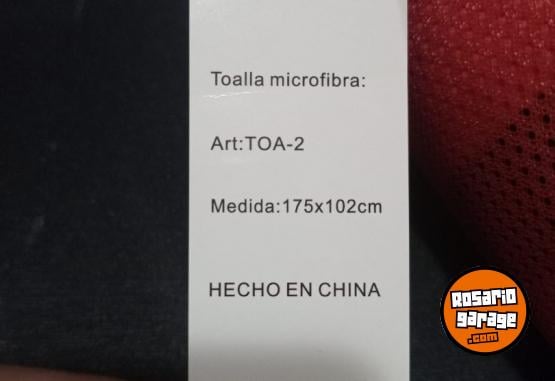 Toalla microfibra:
Art:TOA-2
Medida:175x102cm
HECHO EN CHINA
Rosario
garage
.com